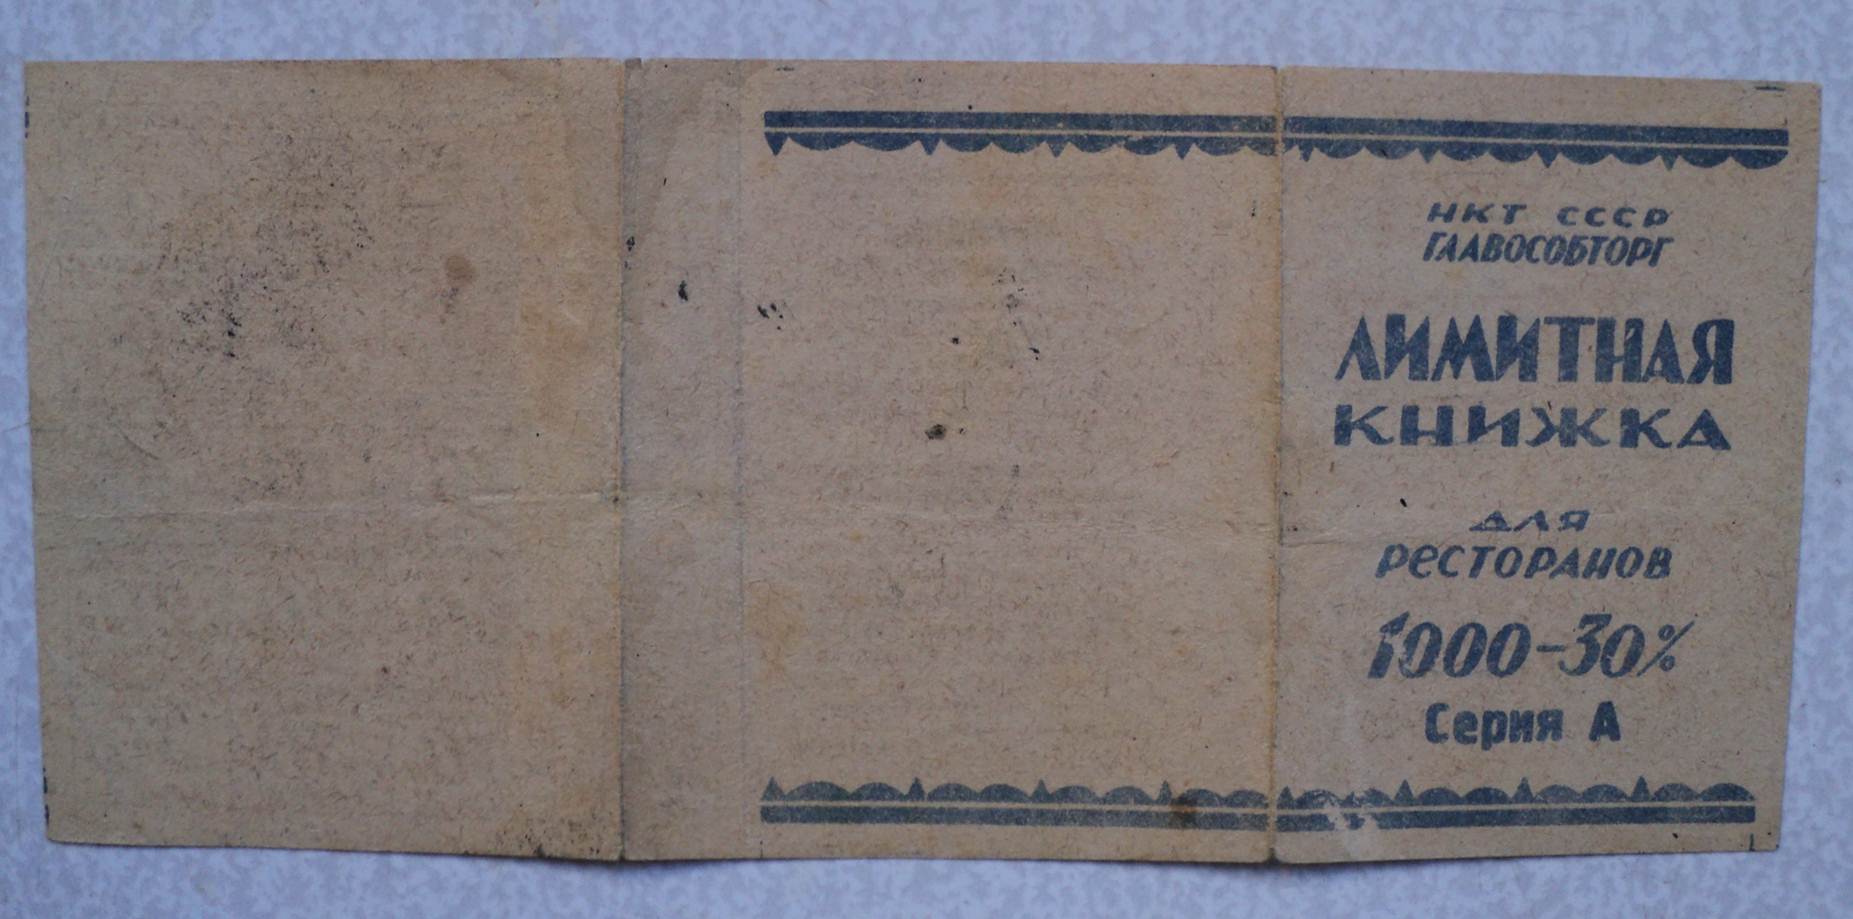 НКТ СССР
ГЛАВОСОБТОРГ
ЛИМИТНАЯ
КНИЖКА
ДЛЯ
РЕСТОРАНОВ
1000-30%
Серия А